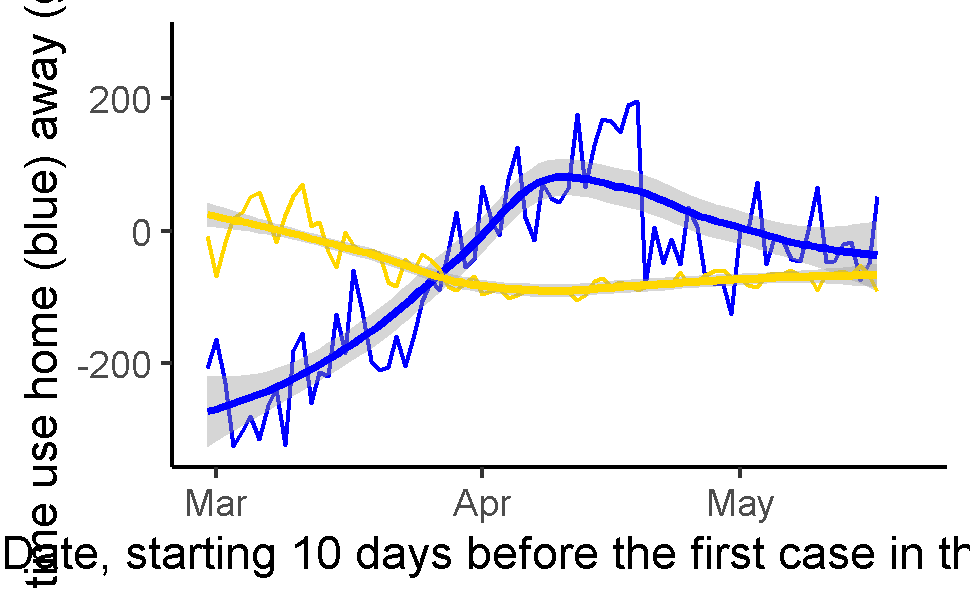 time use home (blue) away (
200
0
-200
Mar Apr May
Date, starting 10 days before the first case in th